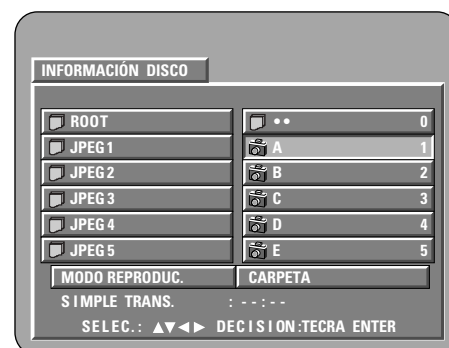 INFORMACIÓN DISCO
ROOT •• 0
JPEG1 A 1
JPEG2 B 2
JPEG3 C 3
JPEG4 D 4
JPEG5 E 5
MODO REPRODUC. CARPETA
SIMPLE TRANS. : --:--
SELEC.: ▲▼◄► DECISION:TECRA ENTER